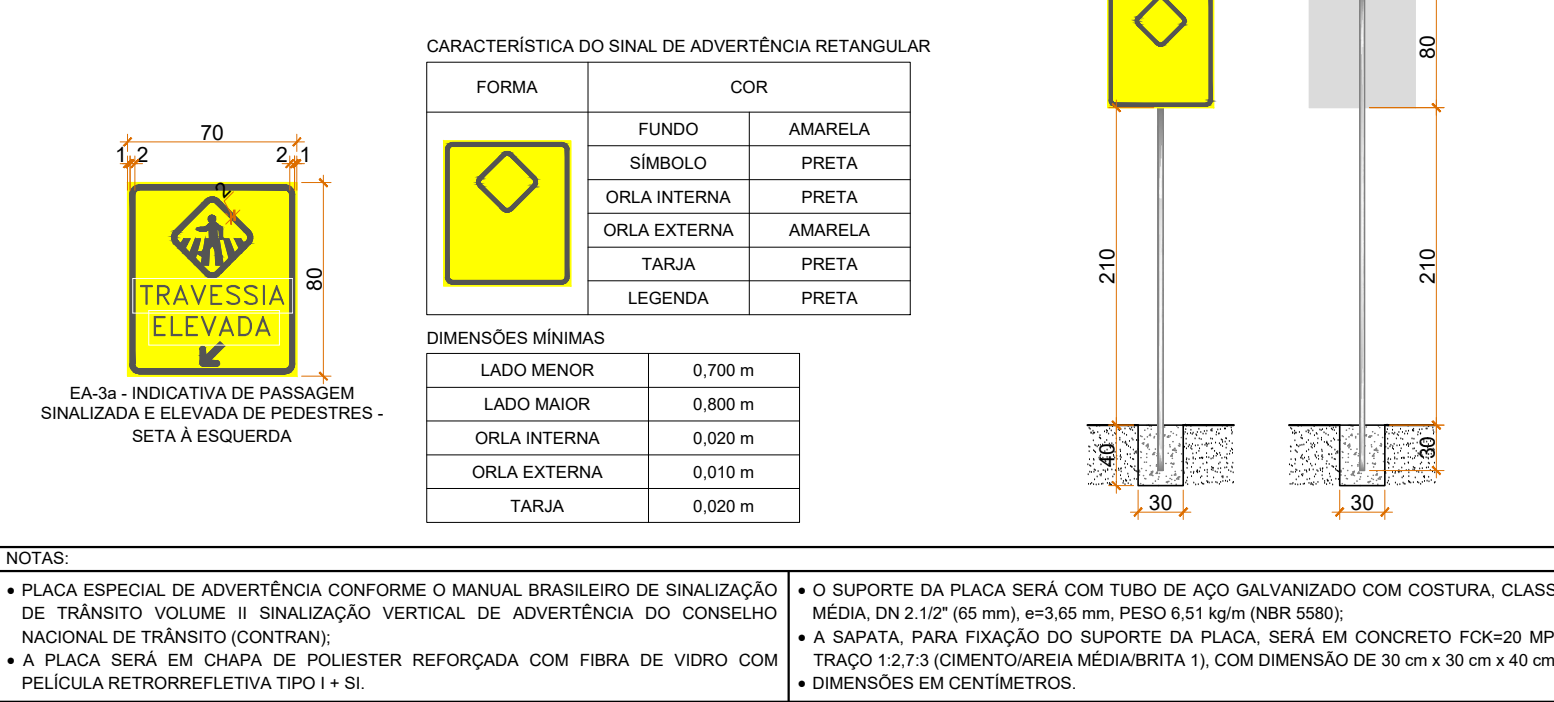 70
1 2
2 1
2
80
TRAVESSIA
ELEVADA
EA-3a - INDICATIVA DE PASSAGEM
SINALIZADA E ELEVADA DE PEDESTRES -
SETA À ESQUERDA
CARACTERÍSTICA DO SINAL DE ADVERTÊNCIA RETANGULAR
FORMA COR
FUNDO AMARELA
SÍMBOLO PRETA
ORLA INTERNA PRETA
ORLA EXTERNA AMARELA
TARJA PRETA
LEGENDA PRETA
DIMENSÕES MÍNIMAS
LADO MENOR 0,700 m
LADO MAIOR 0,800 m
ORLA INTERNA 0,020 m
ORLA EXTERNA 0,010 m
TARJA 0,020 m
210
40
30
80
210
30
30
NOTAS:
• PLACA ESPECIAL DE ADVERTÊNCIA CONFORME O MANUAL BRASILEIRO DE SINALIZAÇÃO
DE TRÂNSITO VOLUME II SINALIZAÇÃO VERTICAL DE ADVERTÊNCIA DO CONSELHO
NACIONAL DE TRÂNSITO (CONTRAN);
• A PLACA SERÁ EM CHAPA DE POLIESTER REFORÇADA COM FIBRA DE VIDRO COM
PELÍCULA RETRORREFLETIVA TIPO I + SI.
• O SUPORTE DA PLACA SERÁ COM TUBO DE AÇO GALVANIZADO COM COSTURA, CLASS
MÉDIA, DN 2.1/2" (65 mm), e=3,65 mm, PESO 6,51 kg/m (NBR 5580);
• A SAPATA, PARA FIXAÇÃO DO SUPORTE DA PLACA, SERÁ EM CONCRETO FCK=20 MP
TRAÇO 1:2,7:3 (CIMENTO/AREIA MÉDIA/BRITA 1), COM DIMENSÃO DE 30 cm x 30 cm x 40 cm
• DIMENSÕES EM CENTÍMETROS.